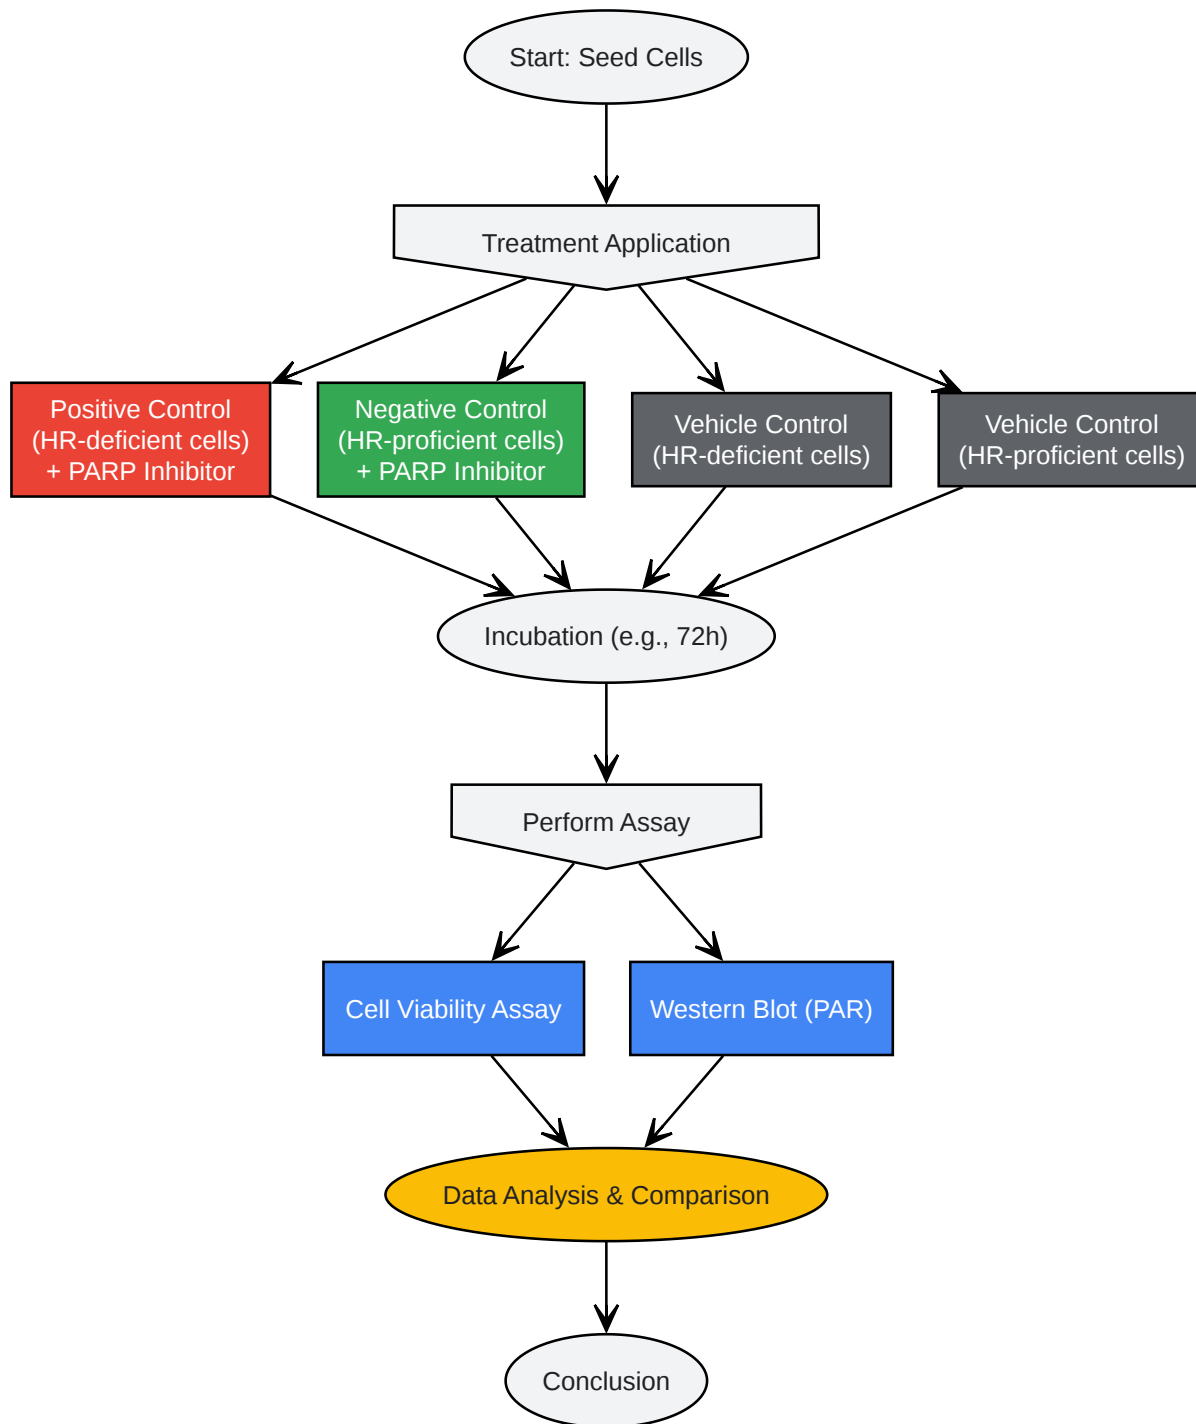 Start: Seed Cells
Treatment Application
Positive Control
(HR-deficient cells)
+ PARP Inhibitor
Negative Control
(HR-proficient cells)
+ PARP Inhibitor
Vehicle Control
(HR-deficient cells)
Vehicle Control
(HR-proficient cells)
Incubation (e.g., 72h)
Perform Assay
Cell Viability Assay
Western Blot (PAR)
Data Analysis & Comparison
Conclusion